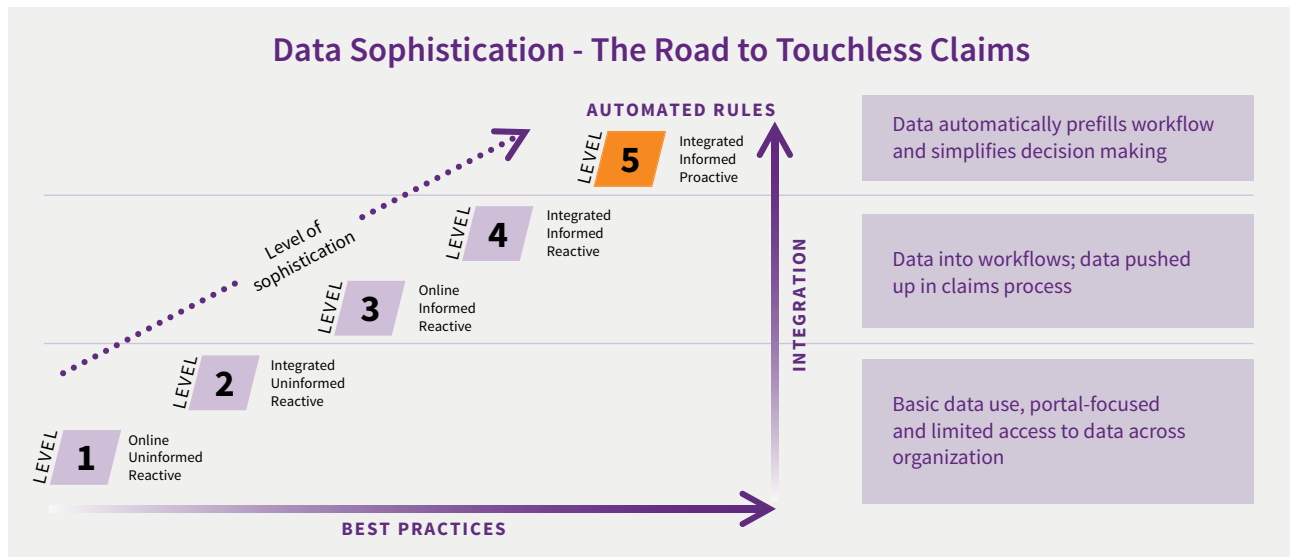 Data Sophistication - The Road to Touchless Claims
AUTOMATED RULES
LEVEL
5
Integrated
Informed
Proactive
Data automatically prefills workflow
and simplifies decision making
Level of
sophistication
LEVEL
4
Integrated
Informed
Reactive
LEVEL
3
Online
Informed
Reactive
INTEGRATION
Data into workflows; data pushed
up in claims process
LEVEL
2
Integrated
Uninformed
Reactive
LEVEL
1
Online
Uninformed
Reactive
Basic data use, portal-focused
and limited access to data across
organization
BEST PRACTICES